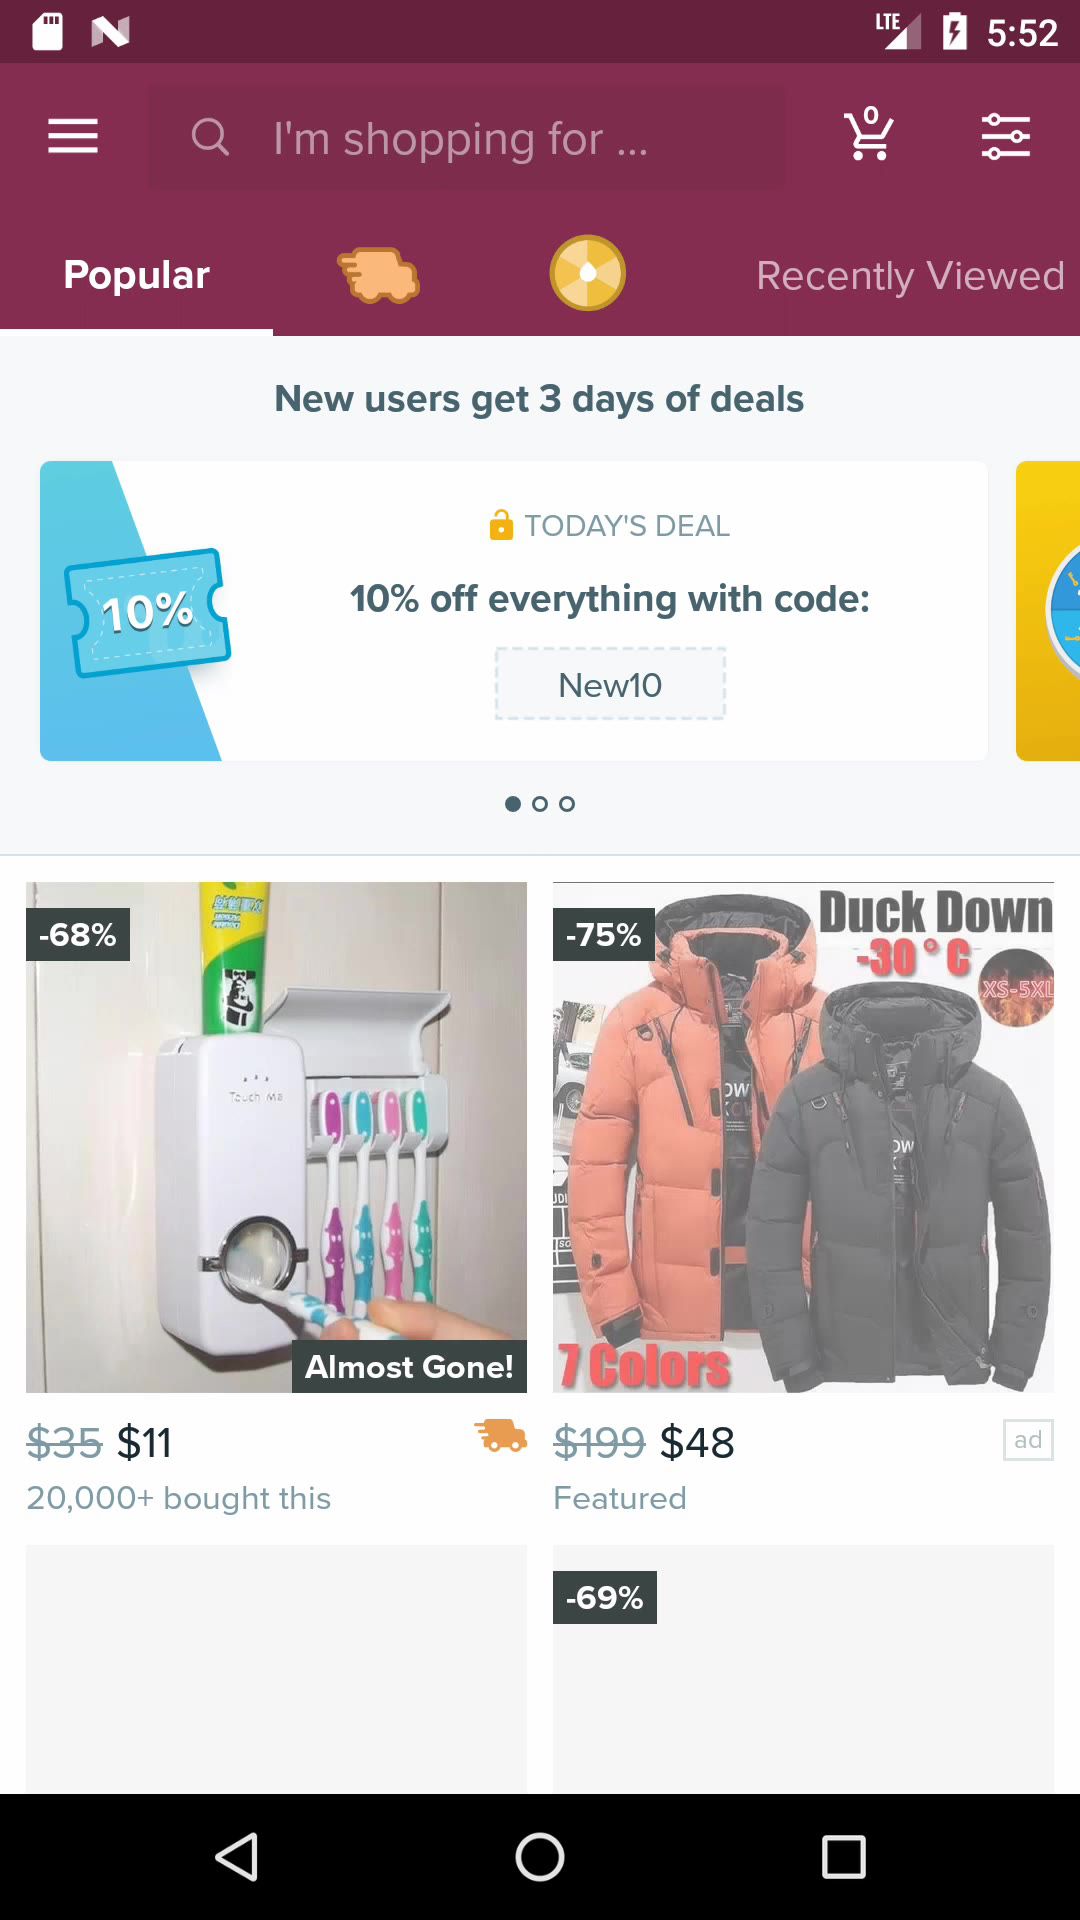 LTE 5:52
I'm shopping for ...
0
Popular
Recently Viewed
New users get 3 days of deals
TODAY'S DEAL
10%
10% off everything with code:
New10
-68%
Touch Me
Almost Gone!
-75%
Duck Down
-30°C
XS-5XL
7 Colors
$35 $11
20,000+ bought this
$199 $48
ad
Featured
-69%